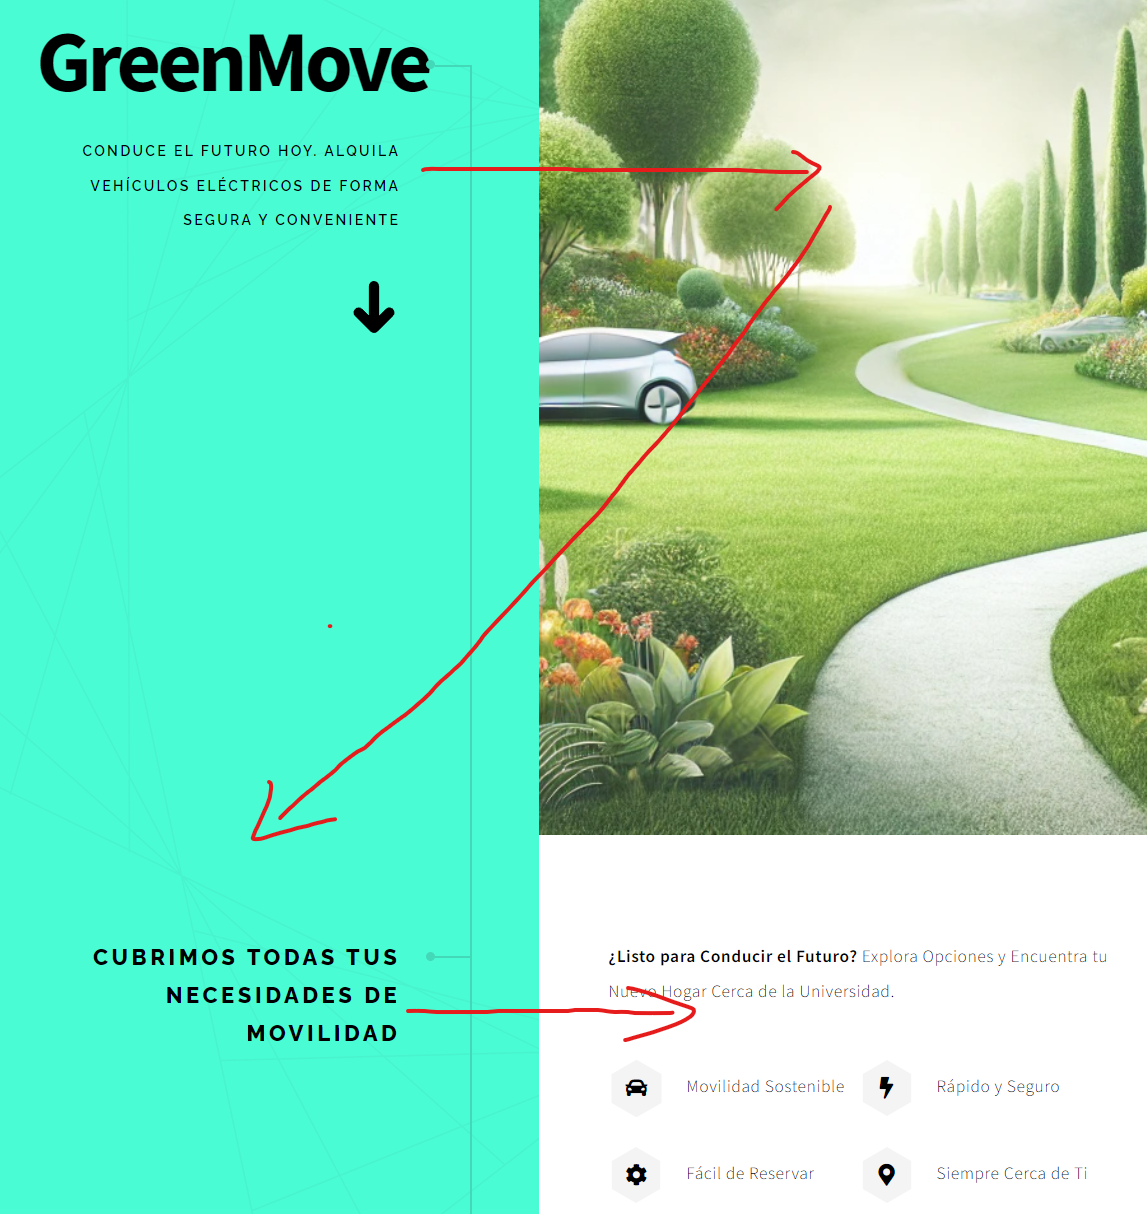 GreenMove
CONDUCE EL FUTURO HOY. ALQUILA
VEHÍCULOS ELÉCTRICOS DE FORMA
SEGURA Y CONVENIENTE
CUBRIMOS TODAS TUS
NECESIDADES DE
MOVILIDAD
¿Listo para Conducir el Futuro? Explora Opciones y Encuentra tu
Nuevo Hogar Cerca de la Universidad.
Movilidad Sostenible
Rápido y Seguro
Fácil de Reservar
Siempre Cerca de Ti